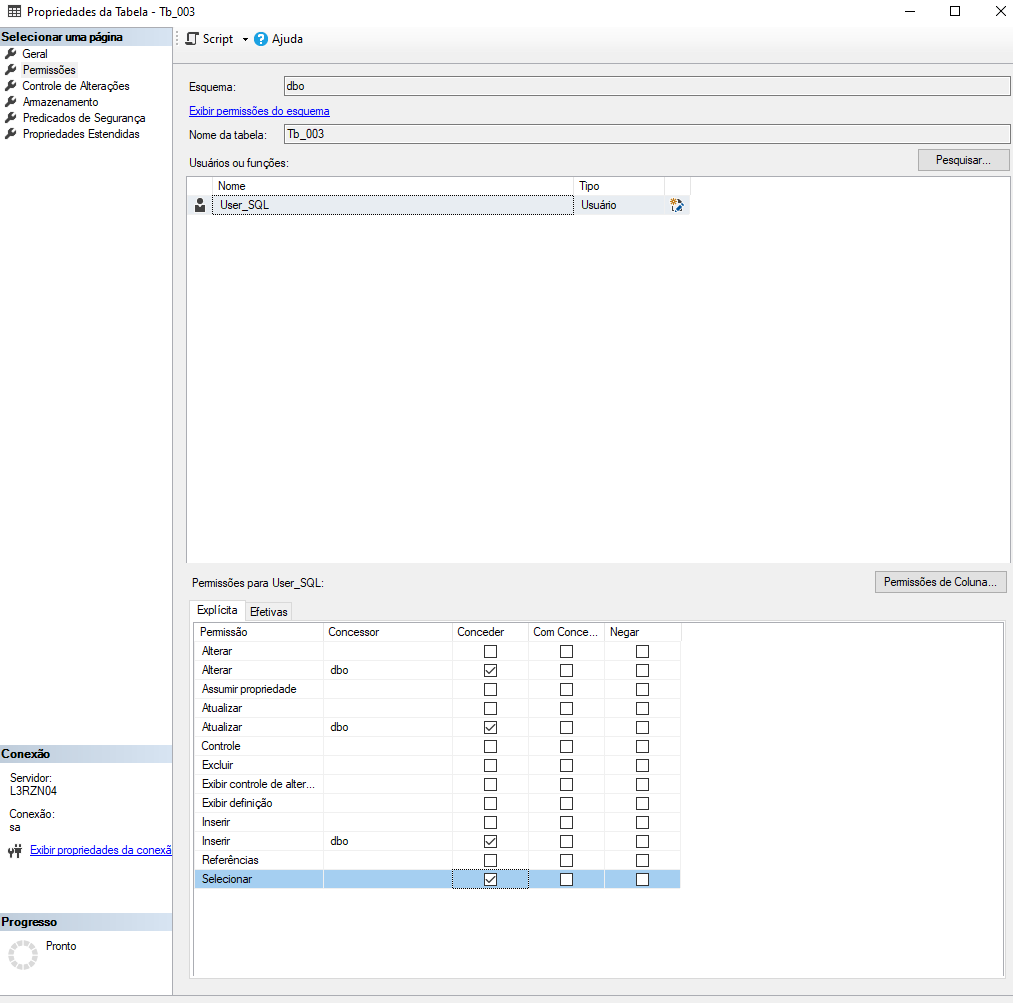 Propriedades da Tabela - Tb_003
Selecionar uma página
Geral
Permissões
Controle de Alterações
Armazenamento
Predicados de Segurança
Propriedades Estendidas
Script
Ajuda
Esquema:
dbo
Exibir permissões do esquema
Nome da tabela:
Tb_003
Usuários ou funções:
Pesquisar...
Nome Tipo
User_SQL Usuário
Permissões para User_SQL:
Permissões de Coluna...
Explícita Efetivas
Permissão Concessor Conceder Com Conce... Negar
Alterar
Alterar dbo
Assumir propriedade
Atualizar
Atualizar dbo
Controle
Excluir
Exibir controle de alter...
Exibir definição
Inserir
Inserir dbo
Referências
Selecionar
Conexão
Servidor:
L3RZN04
Conexão:
sa
Exibir propriedades da conexã
Progresso
Pronto